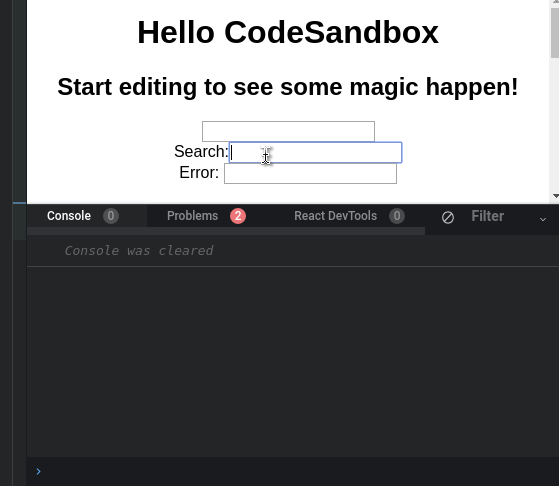 Hello CodeSandbox
Start editing to see some magic happen!
Search:
Error:
Console 0 Problems 2 React DevTools 0 Filter
Console was cleared